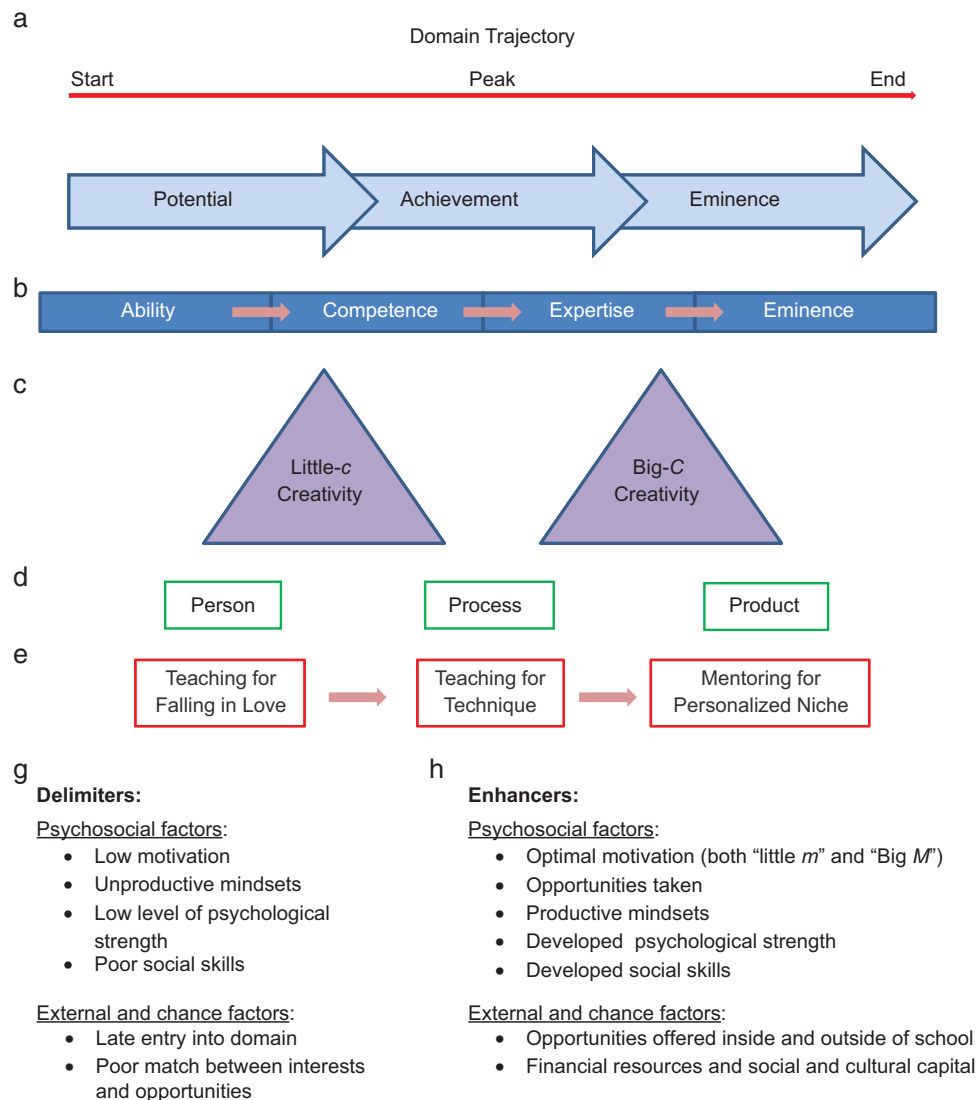 a
Domain Trajectory
Start Peak End
Potential Achievement Eminence
b
Ability Competence Expertise Eminence
c
Little-c
Creativity
Big-C
Creativity
d
Person Process Product
e
Teaching for
Falling in Love
Teaching for
Technique
Mentoring for
Personalized Niche
g
Delimiters:
Psychosocial factors:
• Low motivation
• Unproductive mindsets
• Low level of psychological
strength
• Poor social skills
External and chance factors:
• Late entry into domain
• Poor match between interests
and opportunities
h
Enhancers:
Psychosocial factors:
• Optimal motivation (both “little m” and “Big M”)
• Opportunities taken
• Productive mindsets
• Developed psychological strength
• Developed social skills
External and chance factors:
• Opportunities offered inside and outside of school
• Financial resources and social and cultural capital